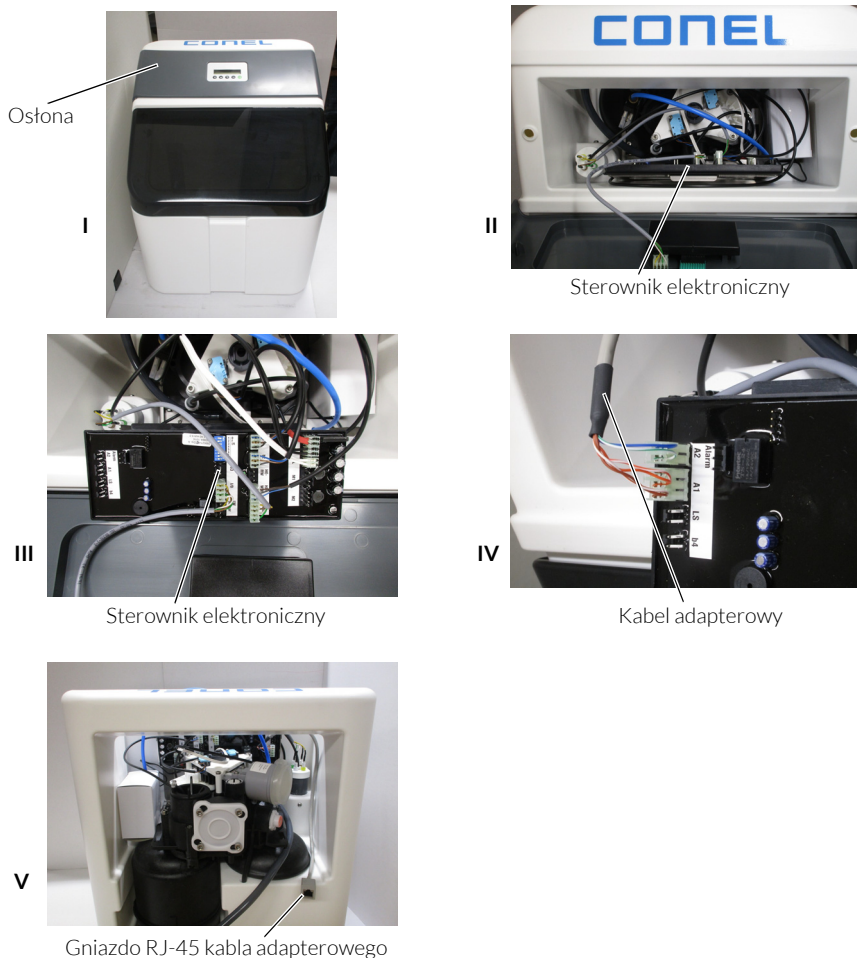 CONEL
Osłona
I
CONEL
II
Sterownik elektroniczny
III
Sterownik elektroniczny
Alarm
A2
A1
LS
b4
IV
Kabel adapterowy
CONEL
V
Gniazdo RJ-45 kabla adapterowego